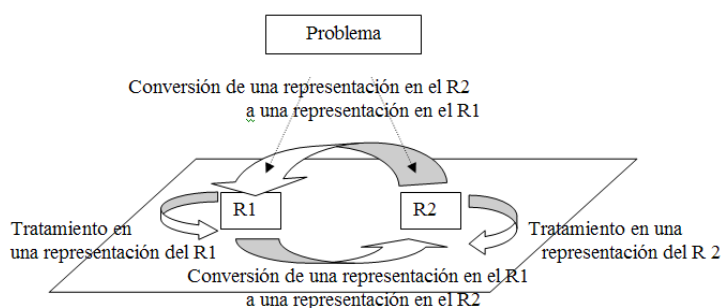 Problema
Conversión de una representación en el R2
a una representación en el R1
R1
R2
Tratamiento en
una representación del R1
Tratamiento en una
representación del R 2
Conversión de una representación en el R1
a una representación en el R2